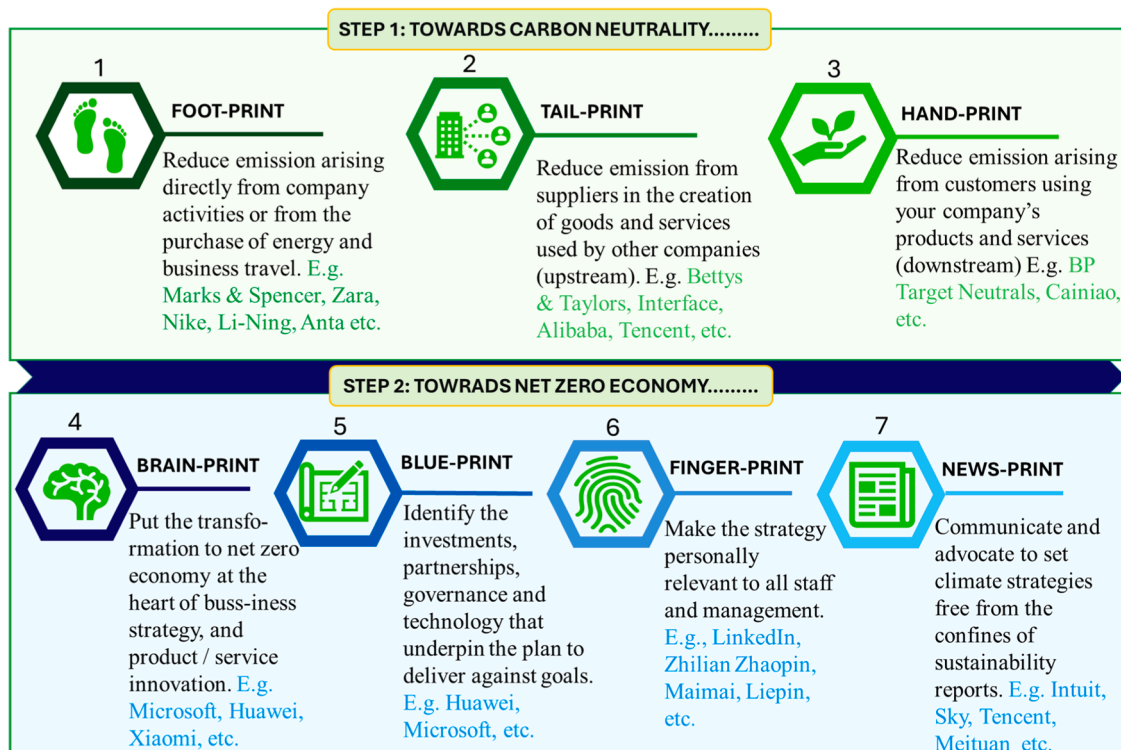 STEP 1: TOWARDS CARBON NEUTRALITY.........
1
FOOT-PRINT
Reduce emission arising
directly from company
activities or from the
purchase of energy and
business travel. E.g.
Marks & Spencer, Zara,
Nike, Li-Ning, Anta etc.
2
TAIL-PRINT
Reduce emission from
suppliers in the creation
of goods and services
used by other companies
(upstream). E.g. Bettys
& Taylors, Interface,
Alibaba, Tencent, etc.
3
HAND-PRINT
Reduce emission arising
from customers using
your company’s
products and services
(downstream) E.g. BP
Target Neutrals, Cainiao,
etc.
STEP 2: TOWRADS NET ZERO ECONOMY.........
4
BRAIN-PRINT
Put the transfo-
rmation to net zero
economy at the
heart of buss-iness
strategy, and
product / service
innovation. E.g.
Microsoft, Huawei,
Xiaomi, etc.
5
BLUE-PRINT
Identify the
investments,
partnerships,
governance and
technology that
underpin the plan to
deliver against goals.
E.g. Huawei,
Microsoft, etc.
6
FINGER-PRINT
Make the strategy
personally
relevant to all staff
and management.
E.g., LinkedIn,
Zhilian Zhaopin,
Maimai, Liepin,
etc.
7
NEWS-PRINT
Communicate and
advocate to set
climate strategies
free from the
confines of
sustainability
reports. E.g. Intuit,
Sky, Tencent,
Meituan etc.